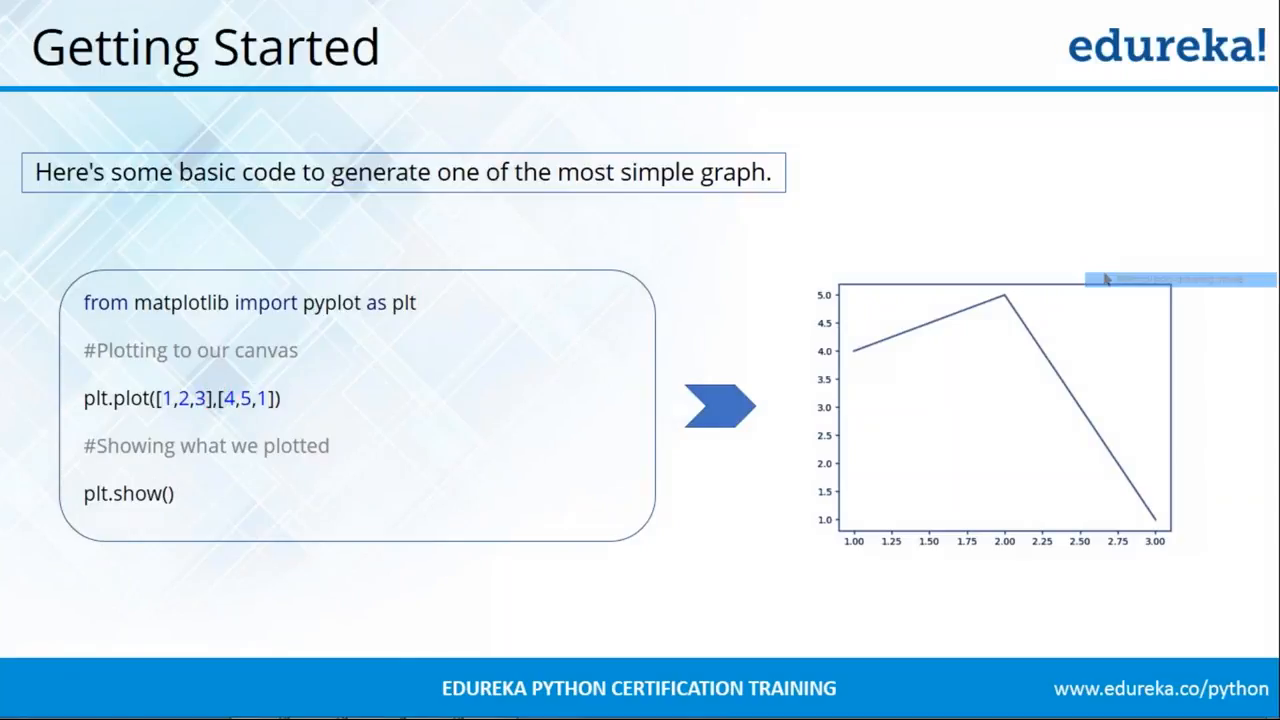 Getting Started
edureka!
Here's some basic code to generate one of the most simple graph.
from matplotlib import pyplot as plt
#Plotting to our canvas
plt.plot([1,2,3],[4,5,1])
#Showing what we plotted
plt.show()
5.0
4.5
4.0
3.5
3.0
2.5
2.0
1.5
1.0
1.00 1.25 1.50 1.75 2.00 2.25 2.50 2.75 3.00
EDUREKA PYTHON CERTIFICATION TRAINING
www.edureka.co/python